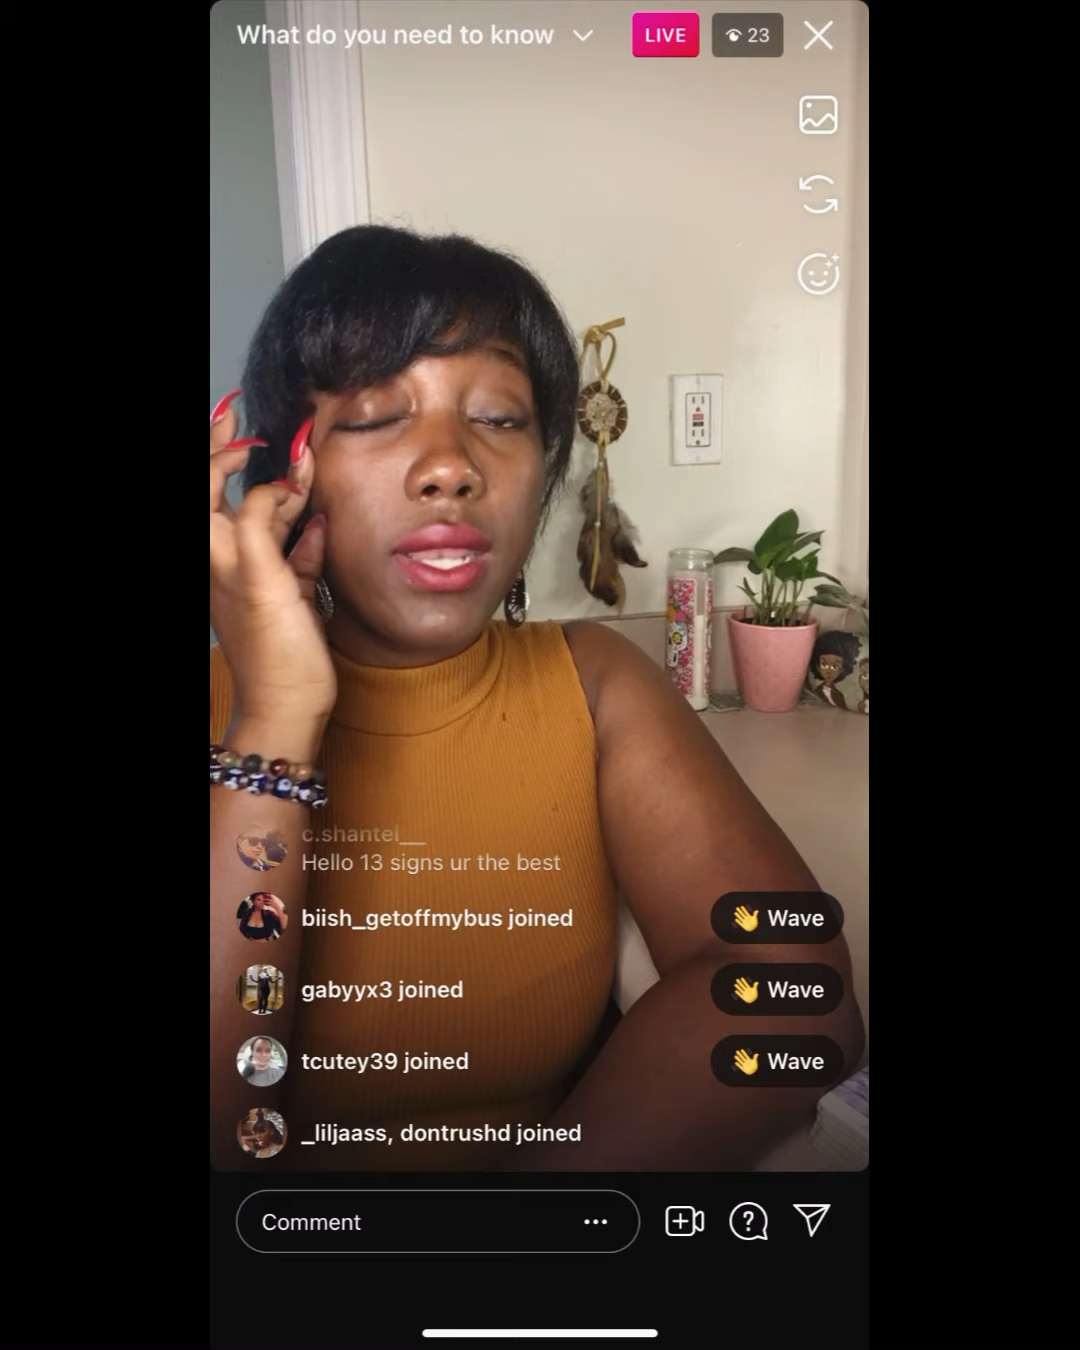 What do you need to know
LIVE
23
c.shantel__
Hello 13 signs ur the best
biish_getoffmybus joined
Wave
gabyyx3 joined
Wave
tcutey39 joined
Wave
_liljaass, dontrushd joined
Comment